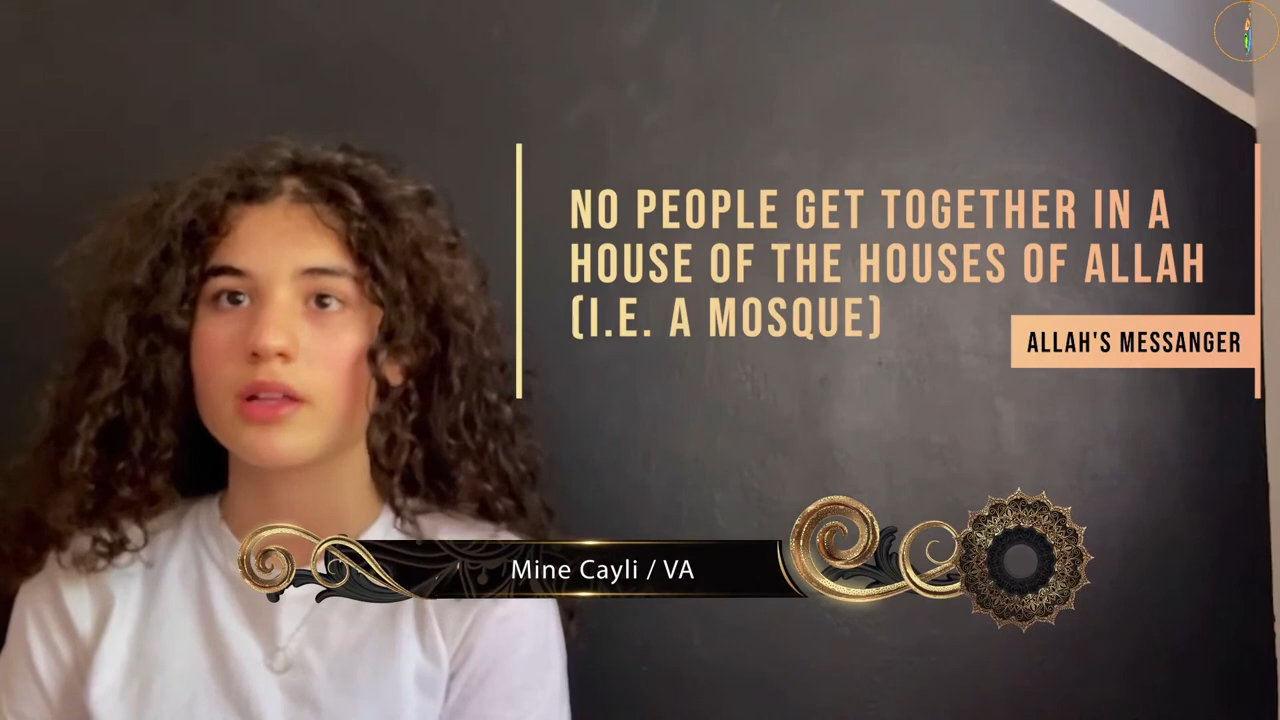 NO PEOPLE GET TOGETHER IN A
HOUSE OF THE HOUSES OF ALLAH
(I.E. A MOSQUE)
ALLAH'S MESSANGER
Mine Cayli / VA